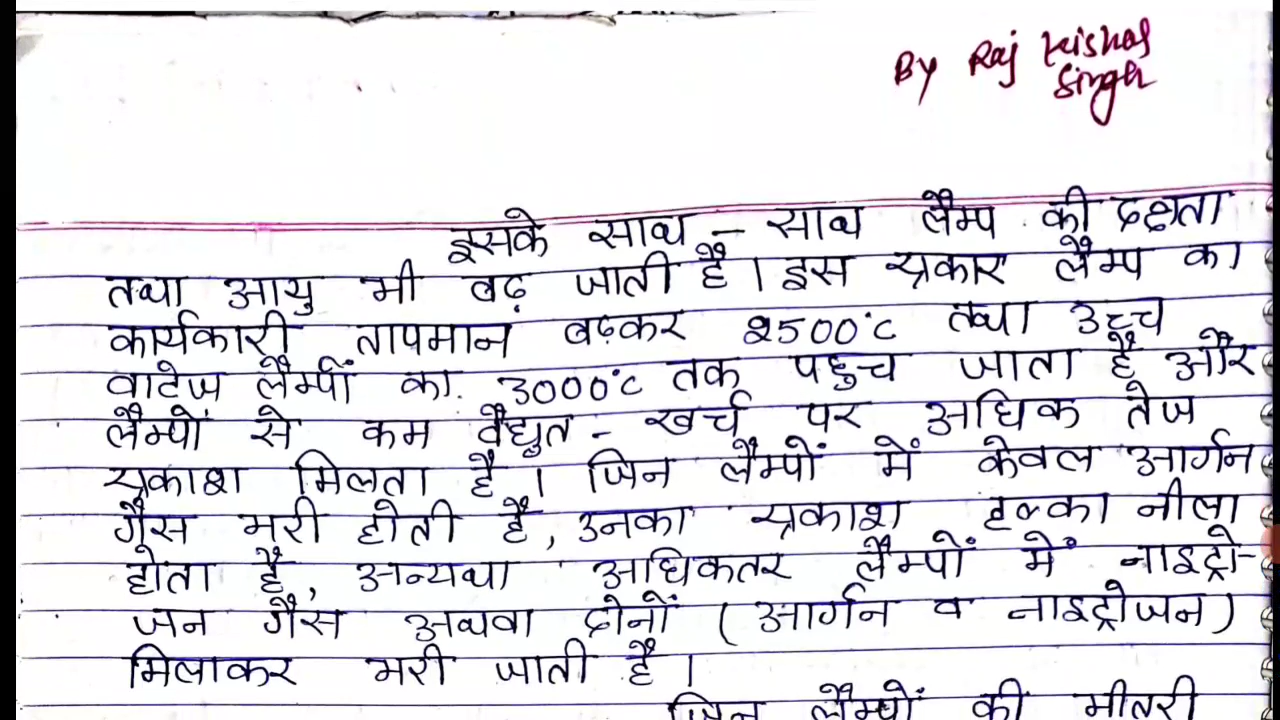 By Raj Kishor
Singh
इसके साथ - साथ लैम्प की दक्षता
तथा आयु भी बढ़ जाती है । इस प्रकार लैम्प का
कार्यकारी तापमान बढ़कर 2500°c तथा उच्च
वाटेज लैम्पों का 3000°c तक पहुच जाता है और
लैम्पों से कम वैद्युत - खर्च पर अधिक तेज
प्रकाश मिलता है । जिन लैम्पों में केवल आर्गन
गैस भरी होती है, उनका प्रकाश हल्का नीला
होता है, अन्यथा अधिकतर लैम्पों में नाइट्रो-
जन गैस अथवा दोनों ( आर्गन व नाइट्रोजन )
मिलाकर भरी जाती है ।
जिन लैम्पों की भीतरी